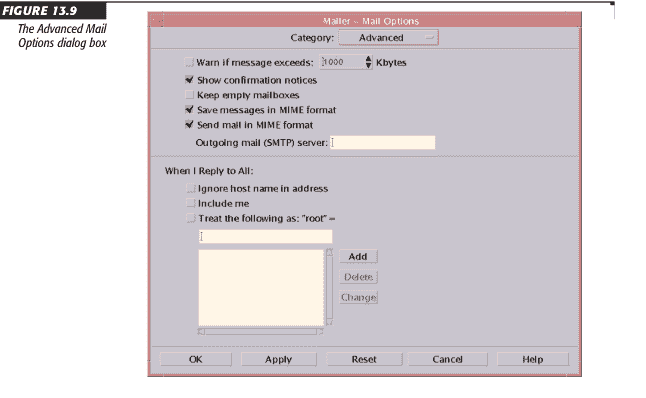 FIGURE 13.9
The Advanced Mail
Options dialog box
Mailer - Mail Options
Category: Advanced
Warn if message exceeds: 1000 Kbytes
Show confirmation notices
Keep empty mailboxes
Save messages in MIME format
Send mail in MIME format
Outgoing mail (SMTP) server:
When I Reply to All:
Ignore host name in address
Include me
Treat the following as: "root" =
Add
Delete
Change
OK Apply Reset Cancel Help